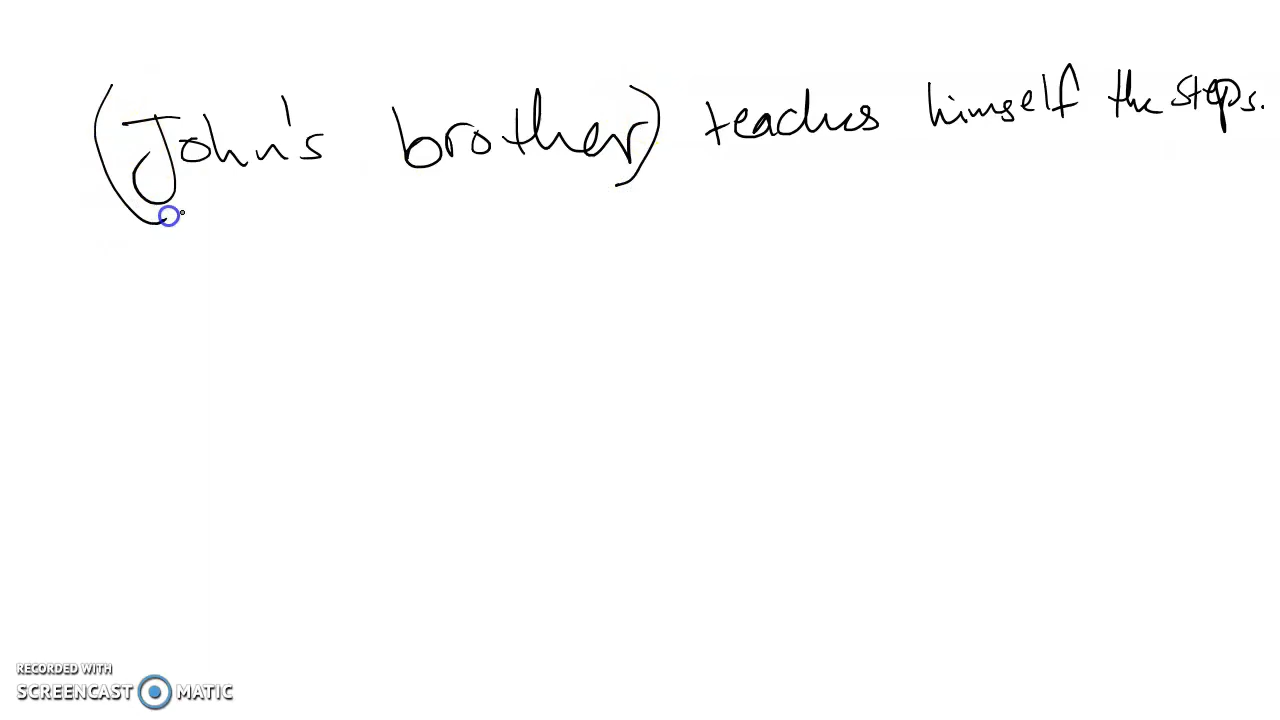 (John's brother) teaches himself the steps.
RECORDED WITH
SCREENCAST MATIC